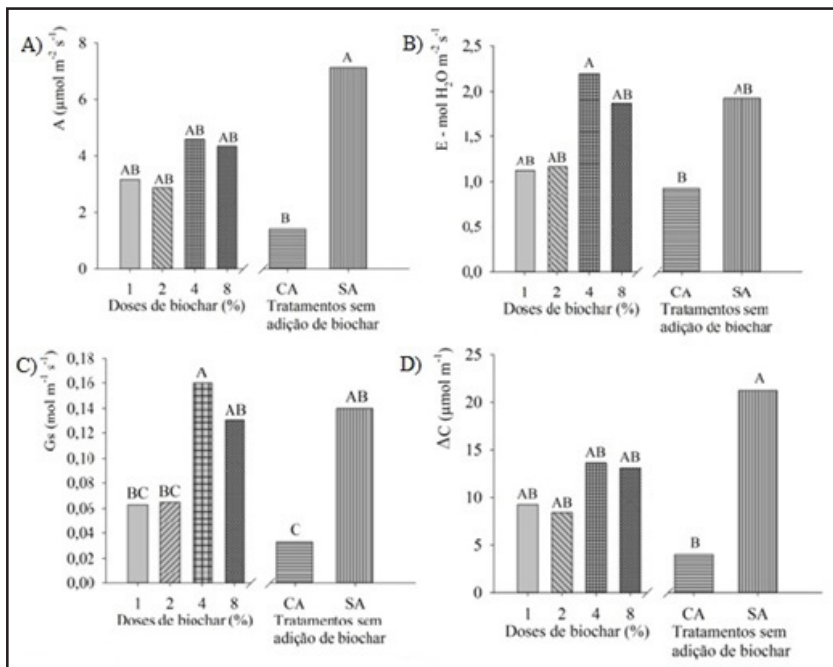 A)
A (µmol m⁻² s⁻¹)
8
6
4
2
0
AB
AB
AB
AB
B
A
1 2 4 8 CA SA
Doses de biochar (%) Tratamentos sem
adição de biochar
B)
E - mol H₂O m⁻² s⁻¹
2,5
2,0
1,5
1,0
0,5
0,0
AB
AB
A
AB
B
AB
1 2 4 8 CA SA
Doses de biochar (%) Tratamentos sem
adição de biochar
C)
Gs (mol m⁻¹ s⁻¹)
0,18
0,16
0,14
0,12
0,10
0,08
0,06
0,04
0,02
0,00
BC
BC
A
AB
C
AB
1 2 4 8 CA SA
Doses de biochar (%) Tratamentos sem
adição de biochar
D)
ΔC (µmol m⁻¹)
25
20
15
10
5
0
AB
AB
AB
AB
B
A
1 2 4 8 CA SA
Doses de biochar (%) Tratamentos sem
adição de biochar